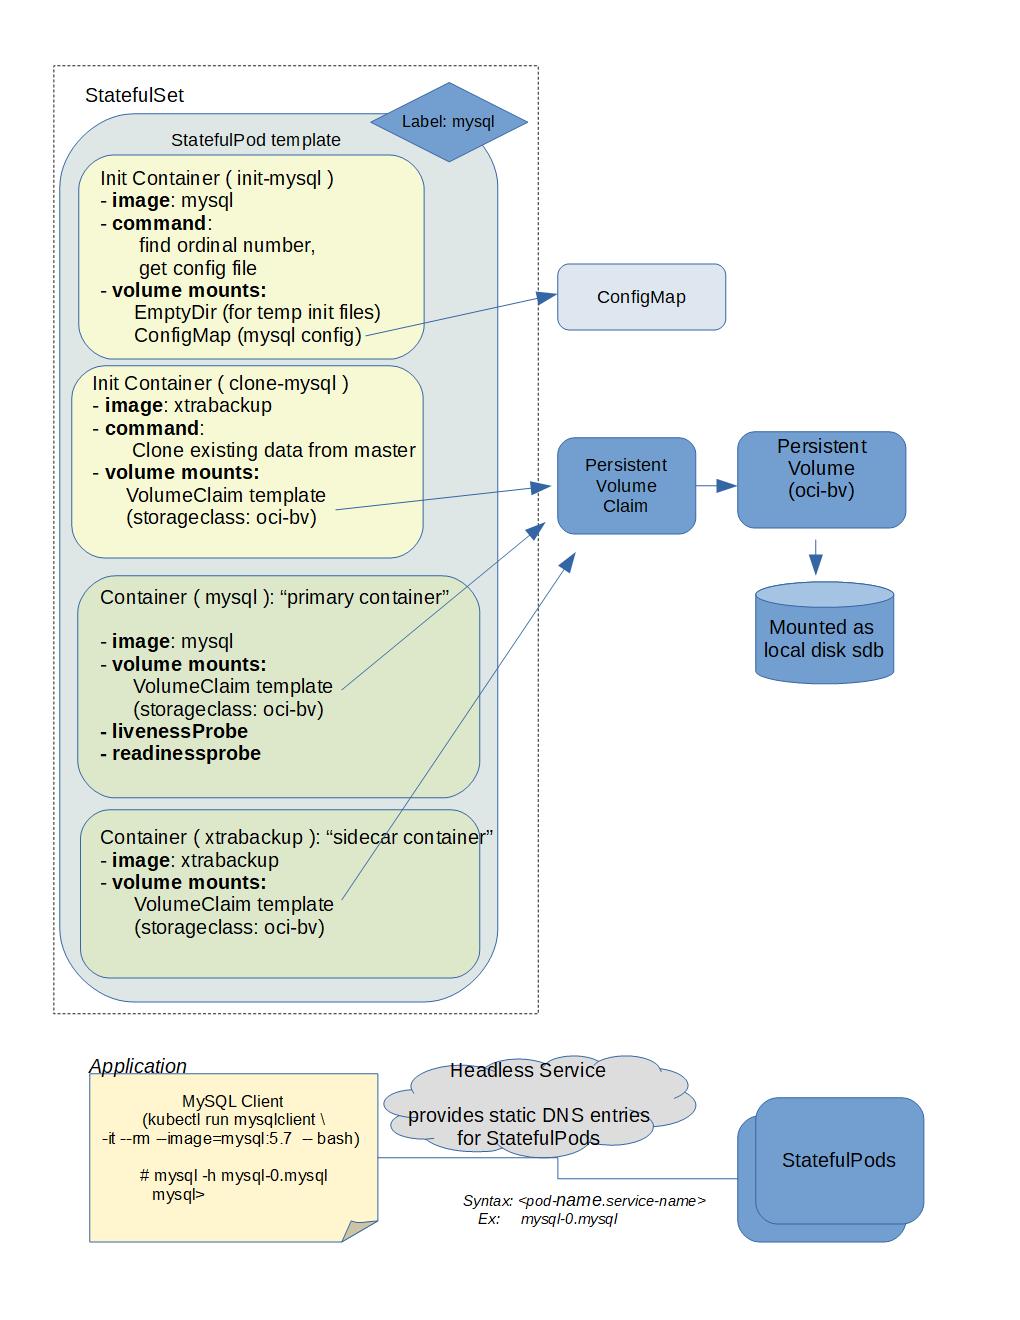 StatefulSet
Label: mysql
StatefulPod template
Init Container ( init-mysql )
- image: mysql
- command:
find ordinal number,
get config file
- volume mounts:
EmptyDir (for temp init files)
ConfigMap (mysql config)
ConfigMap
Init Container ( clone-mysql )
- image: xtrabackup
- command:
Clone existing data from master
- volume mounts:
VolumeClaim template
(storageclass: oci-bv)
Persistent
Volume
Claim
Persistent
Volume
(oci-bv)
Mounted as
local disk sdb
Container ( mysql ): “primary container”
- image: mysql
- volume mounts:
VolumeClaim template
(storageclass: oci-bv)
- livenessProbe
- readinessprobe
Container ( xtrabackup ): “sidecar container”
- image: xtrabackup
- volume mounts:
VolumeClaim template
(storageclass: oci-bv)
Application
MySQL Client
(kubectl run mysqlclient \
-it --rm --image=mysql:5.7 -- bash)
# mysql -h mysql-0.mysql
mysql>
Headless Service
provides static DNS entries
for StatefulPods
Syntax: <pod-name.service-name>
Ex: mysql-0.mysql
StatefulPods